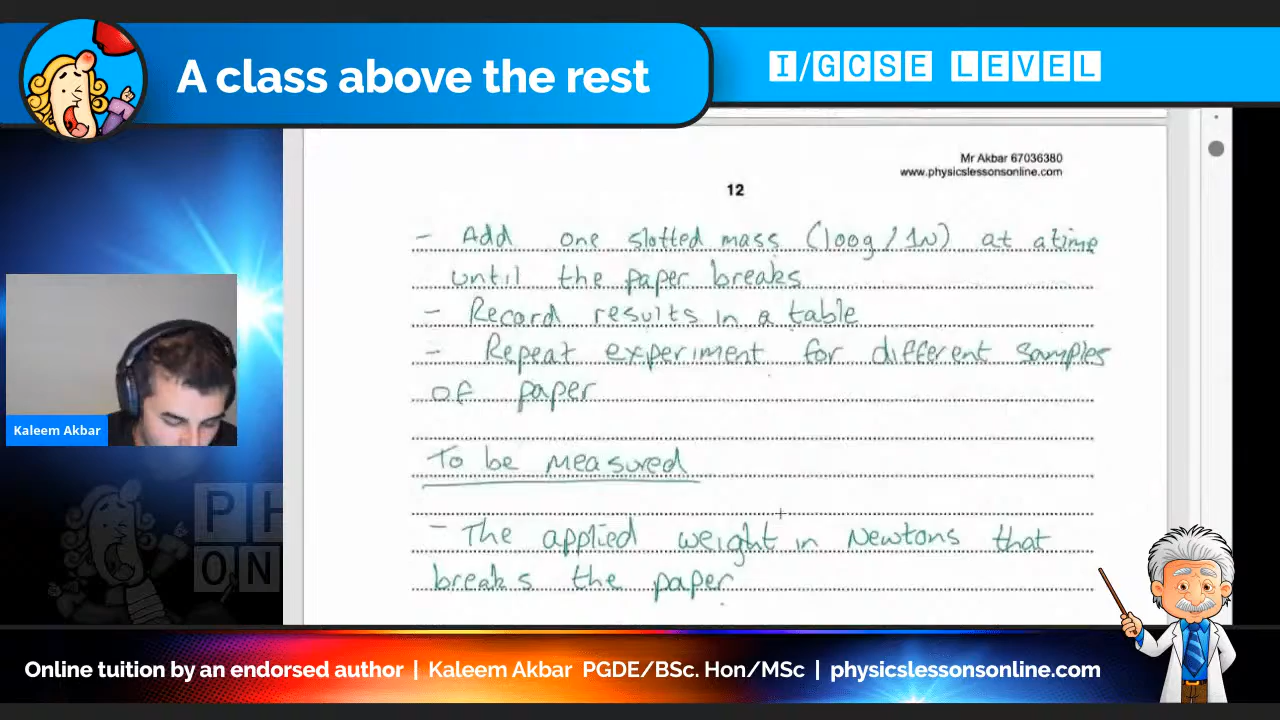 A class above the rest
I/GCSE LEVEL
Mr Akbar 67036380
www.physicslessonsonline.com
12
- Add one slotted mass (100g / 1N) at a time
until the paper breaks
- Record results in a table
- Repeat experiment for different samples
of paper
To be measured
- The applied weight in Newtons that
breaks the paper
Kaleem Akbar
PH
ON
Online tuition by an endorsed author | Kaleem Akbar PGDE/BSc. Hon/MSc | physicslessonsonline.com